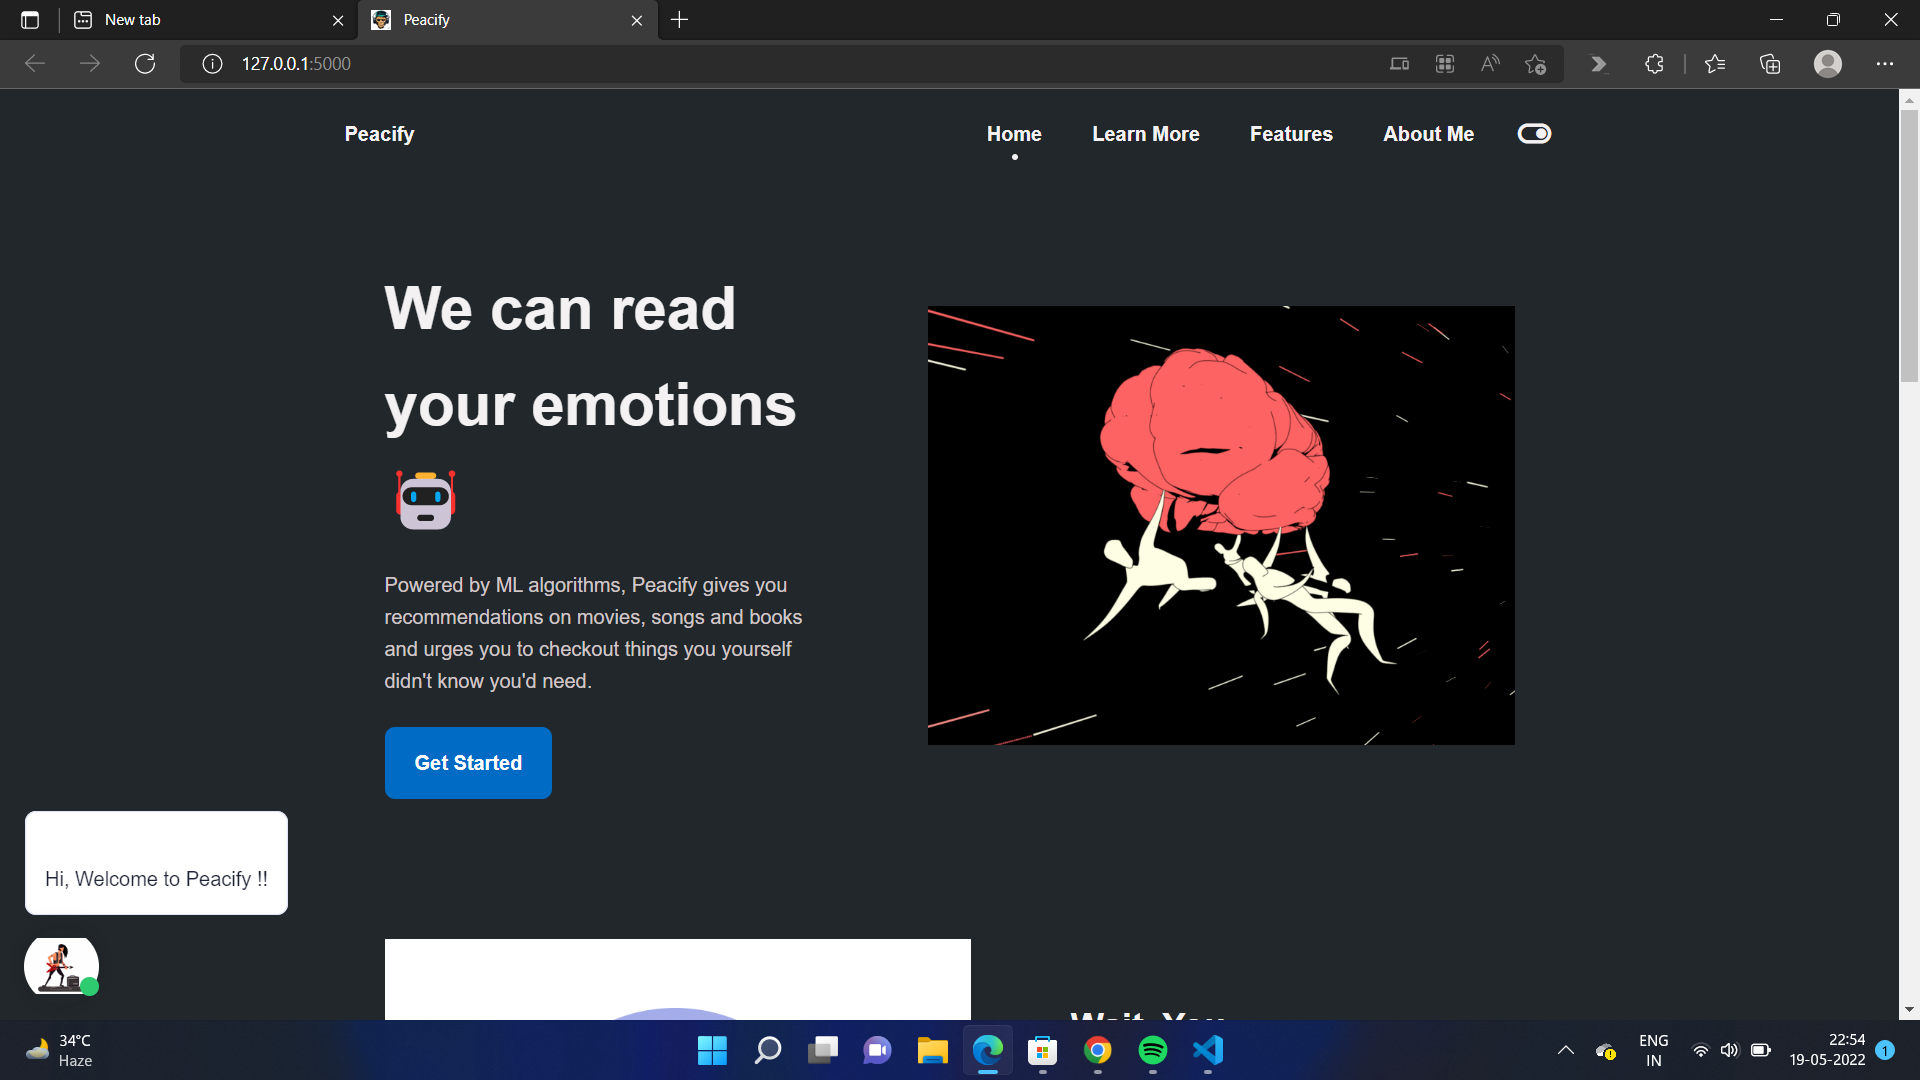 New tab
Peacify
127.0.0.1:5000
Peacify
Home
Learn More
Features
About Me
We can read
your emotions
Powered by ML algorithms, Peacify gives you
recommendations on movies, songs and books
and urges you to checkout things you yourself
didn't know you'd need.
Get Started
Hi, Welcome to Peacify !!
Wait, You
34°C
Haze
ENG
IN
22:54
19-05-2022
1